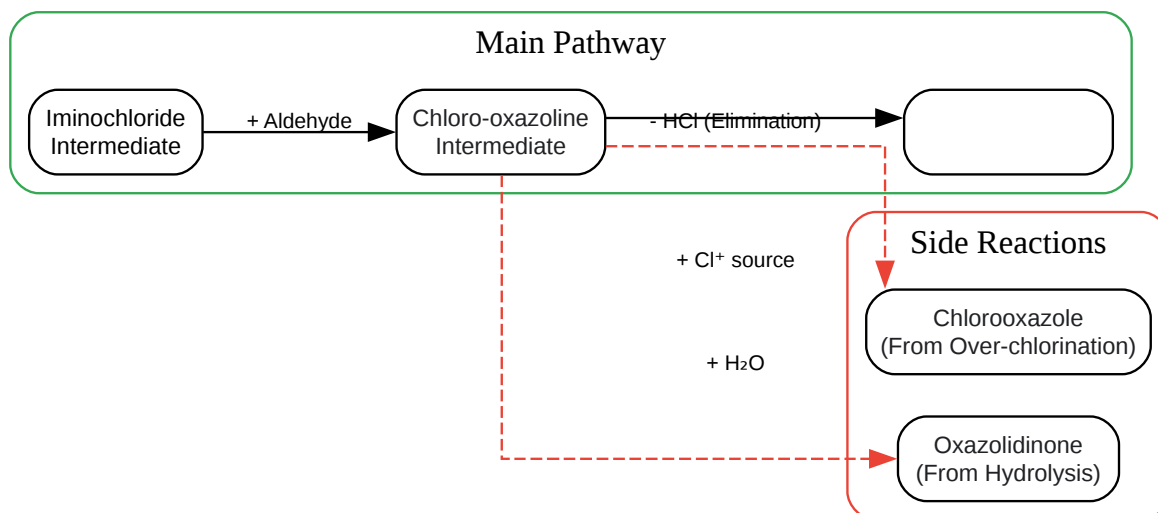 Main Pathway
Iminochloride
Intermediate
+ Aldehyde
Chloro-oxazoline
Intermediate
- HCl (Elimination)
Side Reactions
+ Cl⁺ source
Chlorooxazole
(From Over-chlorination)
+ H₂O
Oxazolidinone
(From Hydrolysis)